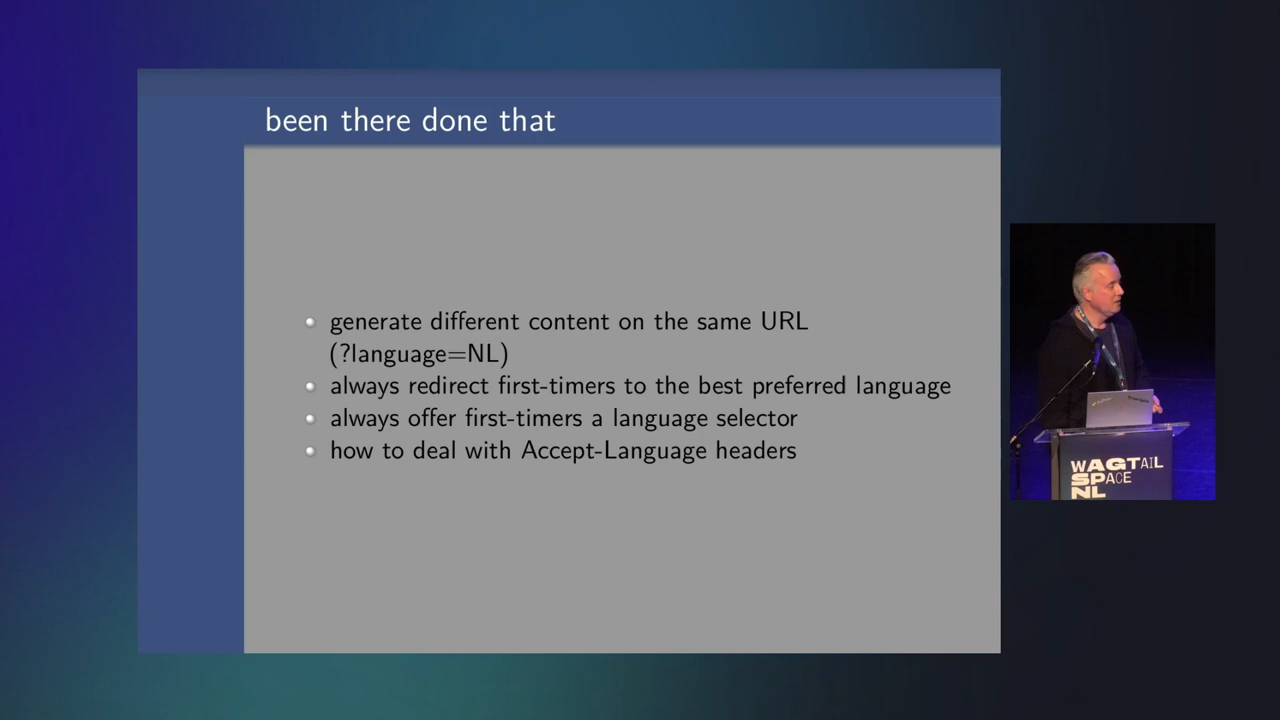 been there done that
generate different content on the same URL
(?language=NL)
always redirect first-timers to the best preferred language
always offer first-timers a language selector
how to deal with Accept-Language headers
WAGTAIL
SPACE
NL